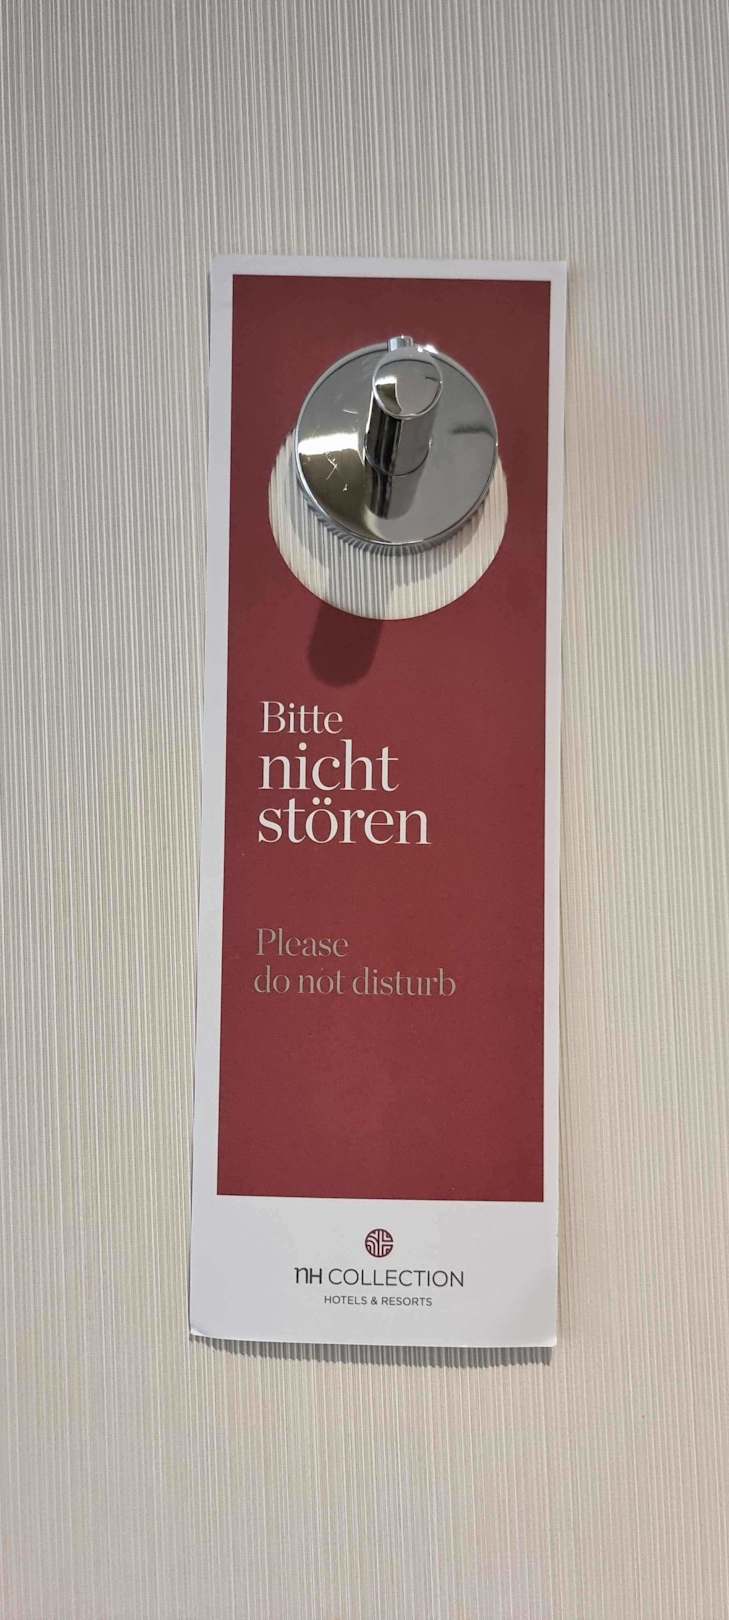 Bitte
nicht
stören
Please
do not disturb
NH COLLECTION
HOTELS & RESORTS